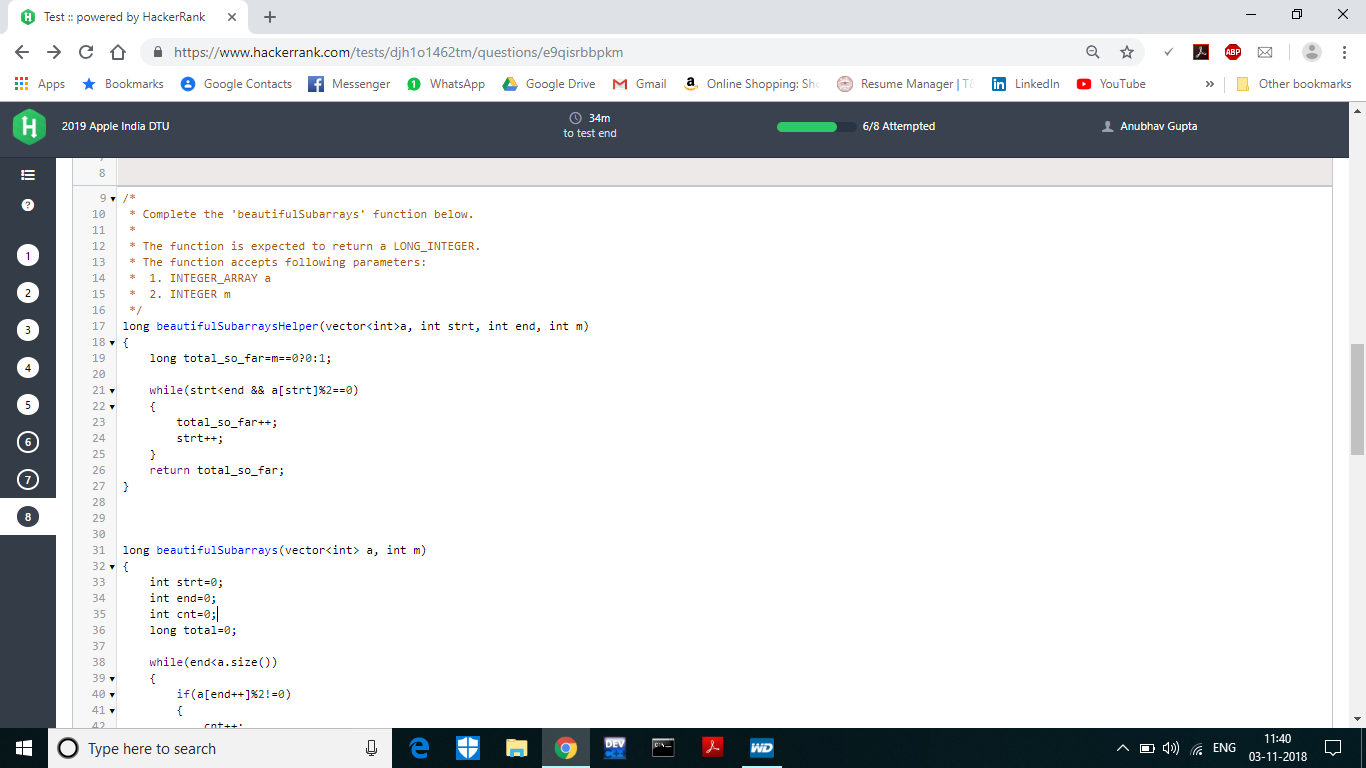 Test :: powered by HackerRank
https://www.hackerrank.com/tests/djh1o1462tm/questions/e9qisrbbpkm
ABP
Apps Bookmarks Google Contacts Messenger WhatsApp Google Drive Gmail Online Shopping: Sho Resume Manager | T& LinkedIn YouTube » Other bookmarks
2019 Apple India DTU
34m
to test end
6/8 Attempted
Anubhav Gupta
1
2
3
4
5
6
7
8
8
9 /*
10 * Complete the 'beautifulSubarrays' function below.
11 *
12 * The function is expected to return a LONG_INTEGER.
13 * The function accepts following parameters:
14 * 1. INTEGER_ARRAY a
15 * 2. INTEGER m
16 */
17 long beautifulSubarraysHelper(vector<int>a, int strt, int end, int m)
18 {
19 long total_so_far=m==0?0:1;
20
21 while(strt<end && a[strt]%2==0)
22 {
23 total_so_far++;
24 strt++;
25 }
26 return total_so_far;
27 }
28
29
30
31 long beautifulSubarrays(vector<int> a, int m)
32 {
33 int strt=0;
34 int end=0;
35 int cnt=0;
36 long total=0;
37
38 while(end<a.size())
39 {
40 if(a[end++]%2!=0)
41 {
42 cnt++;
Type here to search
DEV
WD
ENG
11:40
03-11-2018